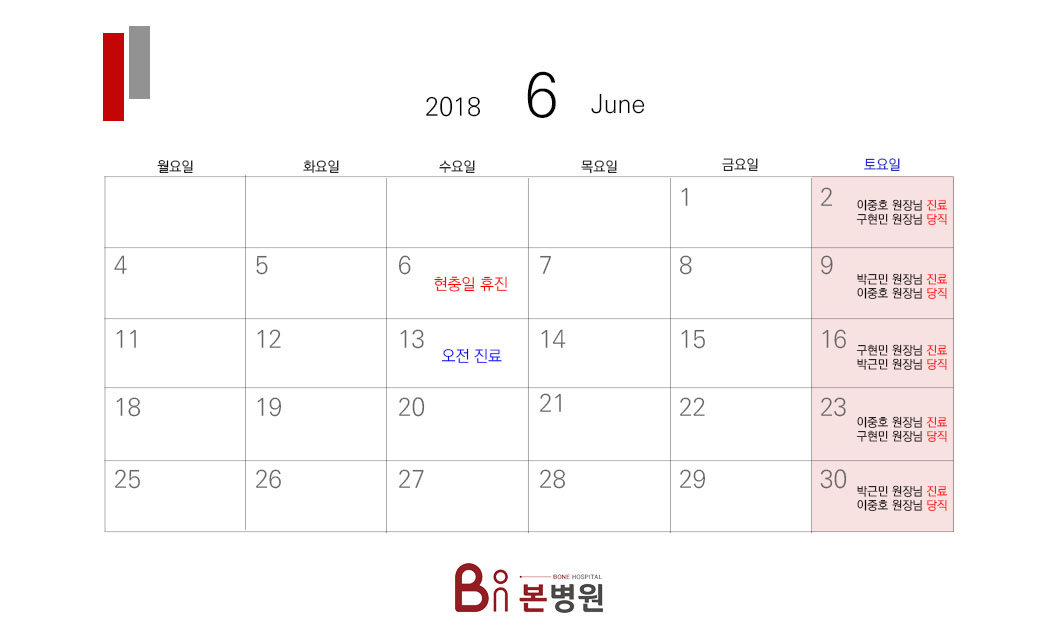 2018 6 June
월요일 화요일 수요일 목요일 금요일 토요일
1 2
이중호 원장님 진료
구현민 원장님 당직
4 5 6 7 8 9
현충일 휴진
박근민 원장님 진료
이중호 원장님 당직
11 12 13 14 15 16
오전 진료
구현민 원장님 진료
박근민 원장님 당직
18 19 20 21 22 23
이중호 원장님 진료
구현민 원장님 당직
25 26 27 28 29 30
박근민 원장님 진료
이중호 원장님 당직
BONE HOSPITAL
본병원